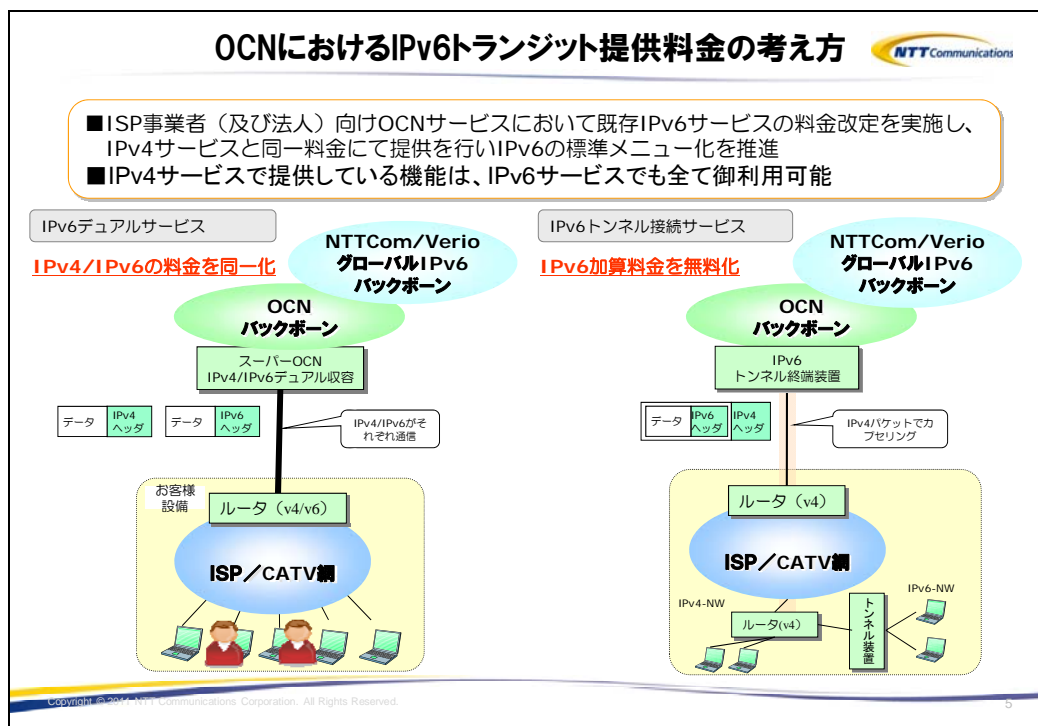 OCNにおけるIPv6トランジット提供料金の考え方
NTT Communications
■ISP事業者（及び法人）向けOCNサービスにおいて既存IPv6サービスの料金改定を実施し、
IPv4サービスと同一料金にて提供を行いIPv6の標準メニュー化を推進
■IPv4サービスで提供している機能は、IPv6サービスでも全て御利用可能
IPv6デュアルサービス
IPv4/IPv6の料金を同一化
NTTCom/Verio
グローバルIPv6
バックボーン
OCN
バックボーン
スーパーOCN
IPv4/IPv6デュアル収容
データ
IPv4
ヘッダ
データ
IPv6
ヘッダ
IPv4/IPv6がそ
れぞれ通信
お客様
設備
ルータ（v4/v6）
ISP／CATV網
IPv6トンネル接続サービス
IPv6加算料金を無料化
NTTCom/Verio
グローバルIPv6
バックボーン
OCN
バックボーン
IPv6
トンネル終端装置
データ
IPv6
ヘッダ
IPv4
ヘッダ
IPv4パケットでカ
プセリング
ルータ（v4）
ISP／CATV網
IPv4-NW
IPv6-NW
ルータ(v4)
トンネル装置
Copyright © 2011 NTT Communications Corporation. All Rights Reserved.
5